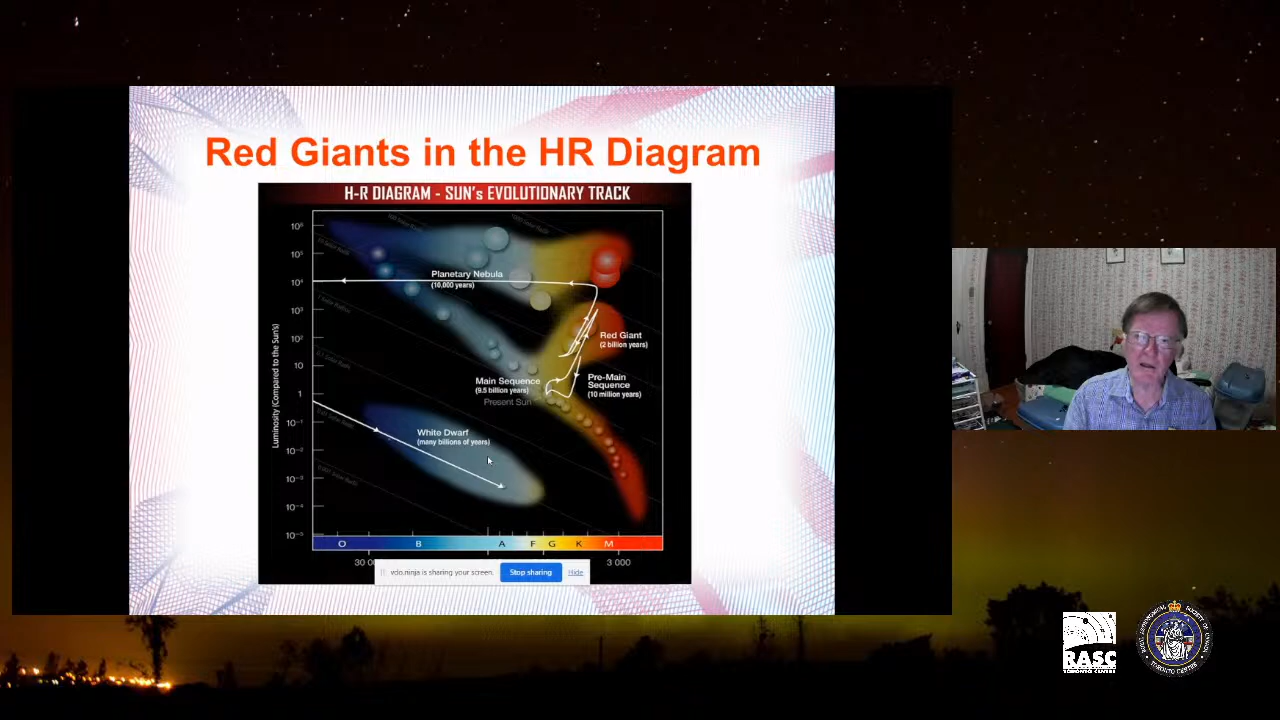 Red Giants in the HR Diagram
H-R DIAGRAM - SUN's EVOLUTIONARY TRACK
10⁶
10⁵
10⁴
10³
10²
10
1
10⁻¹
10⁻²
10⁻³
10⁻⁴
10⁻⁵
Luminosity (Compared to the Sun's)
Planetary Nebula
(10,000 years)
Red Giant
(2 billion years)
Main Sequence
(9.5 billion years)
Present Sun
Pre-Main
Sequence
(10 million years)
White Dwarf
(many billions of years)
O B A F G K M
30 0
3 000
vdo.ninja is sharing your screen.
Stop sharing
Hide
RASC
TORONTO CENTRE
TORONTO CENTRE